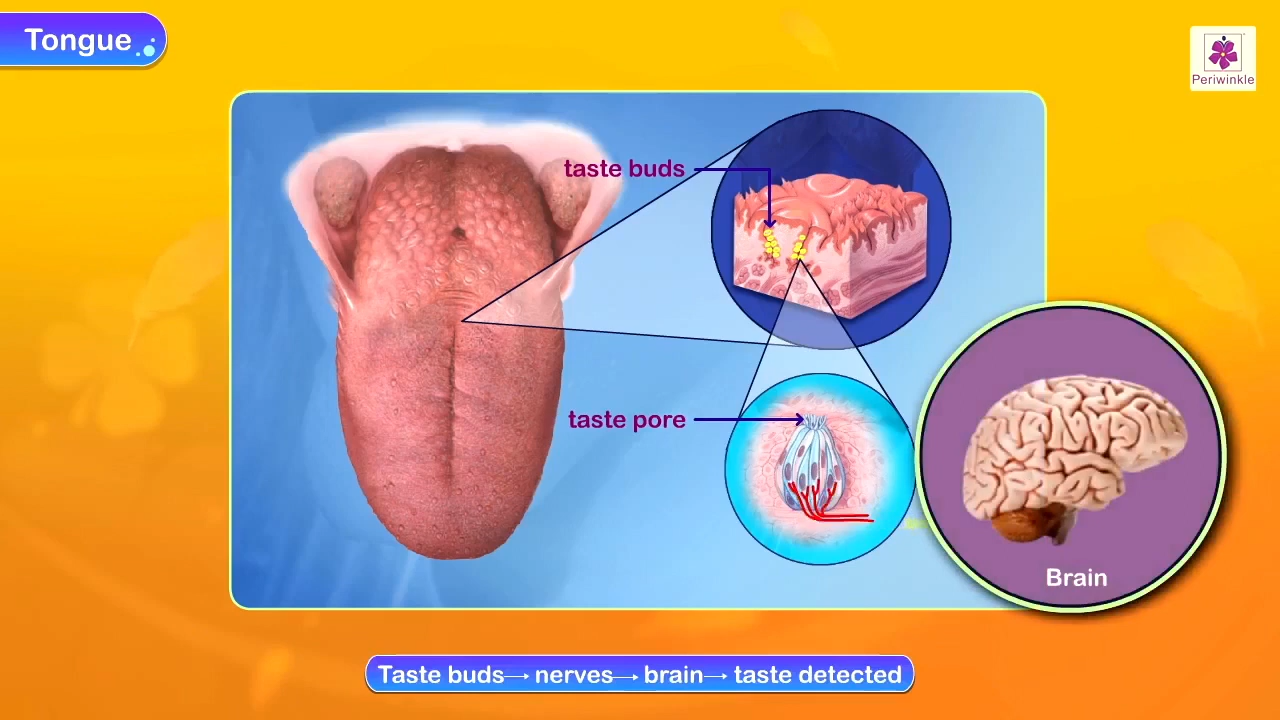 Tongue
Periwinkle
taste buds
taste pore
Brain
Taste buds→ nerves→ brain→ taste detected